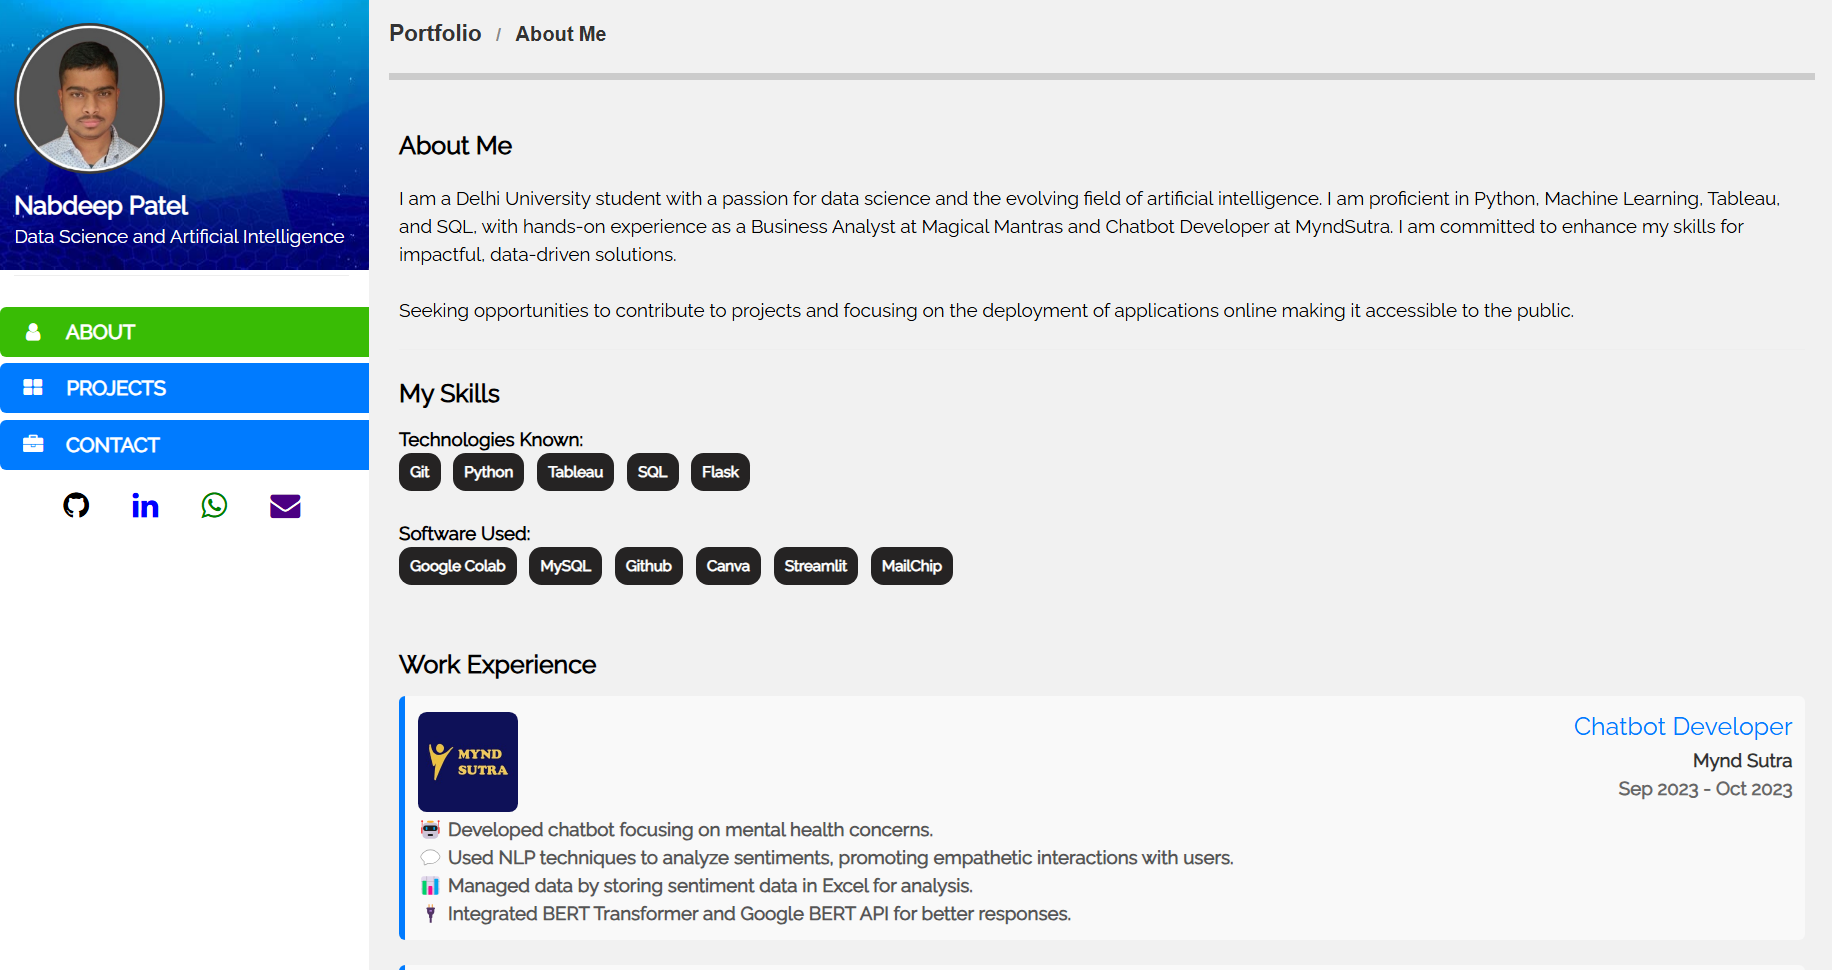 Nabdeep Patel
Data Science and Artificial Intelligence
ABOUT
PROJECTS
CONTACT
Portfolio / About Me
About Me
I am a Delhi University student with a passion for data science and the evolving field of artificial intelligence. I am proficient in Python, Machine Learning, Tableau,
and SQL, with hands-on experience as a Business Analyst at Magical Mantras and Chatbot Developer at MyndSutra. I am committed to enhance my skills for
impactful, data-driven solutions.
Seeking opportunities to contribute to projects and focusing on the deployment of applications online making it accessible to the public.
My Skills
Technologies Known:
Git Python Tableau SQL Flask
Software Used:
Google Colab MySQL Github Canva Streamlit MailChip
Work Experience
MYND
SUTRA
Chatbot Developer
Mynd Sutra
Sep 2023 - Oct 2023
Developed chatbot focusing on mental health concerns.
Used NLP techniques to analyze sentiments, promoting empathetic interactions with users.
Managed data by storing sentiment data in Excel for analysis.
Integrated BERT Transformer and Google BERT API for better responses.